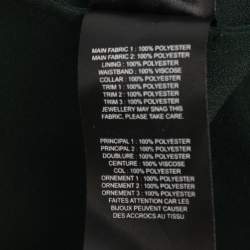 MAIN FABRIC 1 : 100% POLYESTER
MAIN FABRIC 2 : 100% POLYESTER
LINING : 100% POLYESTER
WAISTBAND : 100% VISCOSE
COLLAR : 100% POLYESTER
TRIM 1 : 100% POLYESTER
TRIM 2 : 100% POLYESTER
TRIM 3 : 100% POLYESTER
JEWELLERY MAY SNAG THIS
FABRIC. PLEASE TAKE CARE.
PRINCIPAL 1 : 100% POLYESTER
PRINCIPAL 2 : 100% POLYESTER
DOUBLURE : 100% POLYESTER
CEINTURE : 100% VISCOSE
COL : 100% POLYESTER
ORNEMENT 1 : 100% POLYESTER
ORNEMENT 2 : 100% POLYESTER
ORNEMENT 3 : 100% POLYESTER
FAITES ATTENTION CAR LES
BIJOUX PEUVENT CAUSER
DES ACCROCS AU TISSU